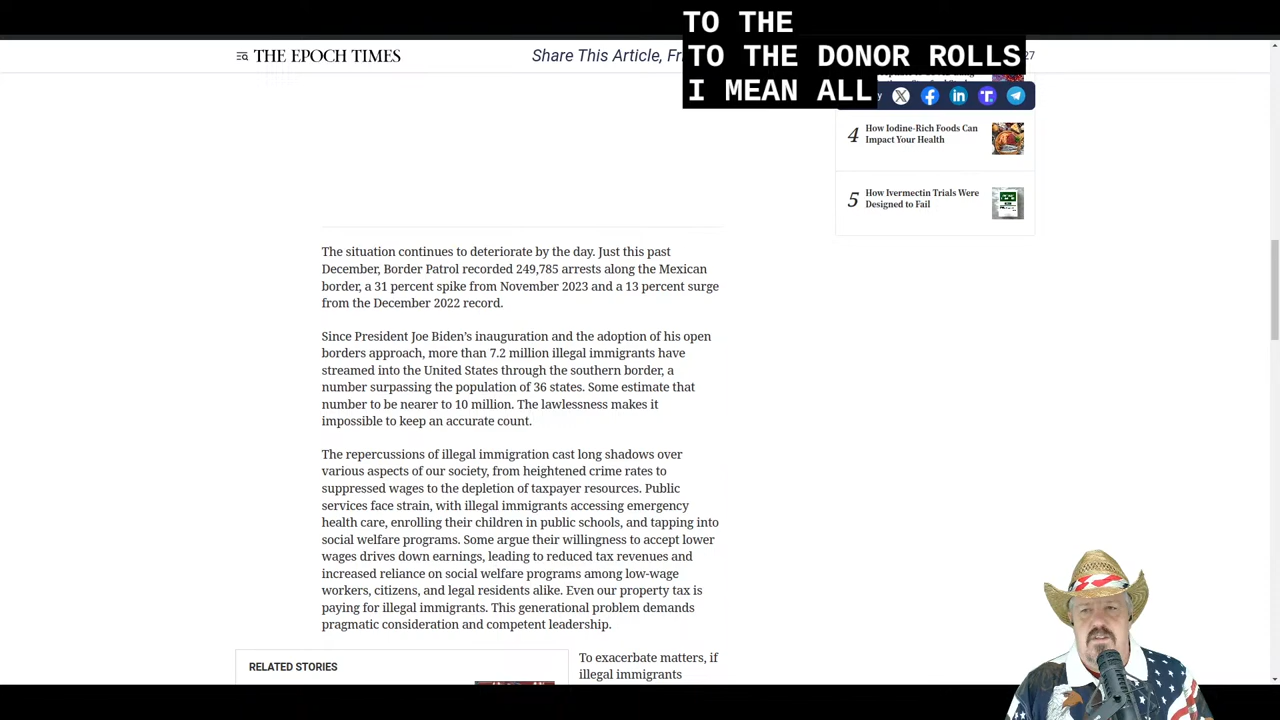 TO THE
TO THE DONOR ROLLS
I MEAN ALL
THE EPOCH TIMES
Share This Article, Fr
27
y
4
How Iodine-Rich Foods Can
Impact Your Health
5
How Ivermectin Trials Were
Designed to Fail
The situation continues to deteriorate by the day. Just this past
December, Border Patrol recorded 249,785 arrests along the Mexican
border, a 31 percent spike from November 2023 and a 13 percent surge
from the December 2022 record.
Since President Joe Biden's inauguration and the adoption of his open
borders approach, more than 7.2 million illegal immigrants have
streamed into the United States through the southern border, a
number surpassing the population of 36 states. Some estimate that
number to be nearer to 10 million. The lawlessness makes it
impossible to keep an accurate count.
The repercussions of illegal immigration cast long shadows over
various aspects of our society, from heightened crime rates to
suppressed wages to the depletion of taxpayer resources. Public
services face strain, with illegal immigrants accessing emergency
health care, enrolling their children in public schools, and tapping into
social welfare programs. Some argue their willingness to accept lower
wages drives down earnings, leading to reduced tax revenues and
increased reliance on social welfare programs among low-wage
workers, citizens, and legal residents alike. Even our property tax is
paying for illegal immigrants. This generational problem demands
pragmatic consideration and competent leadership.
RELATED STORIES
To exacerbate matters, if
illegal immigrants